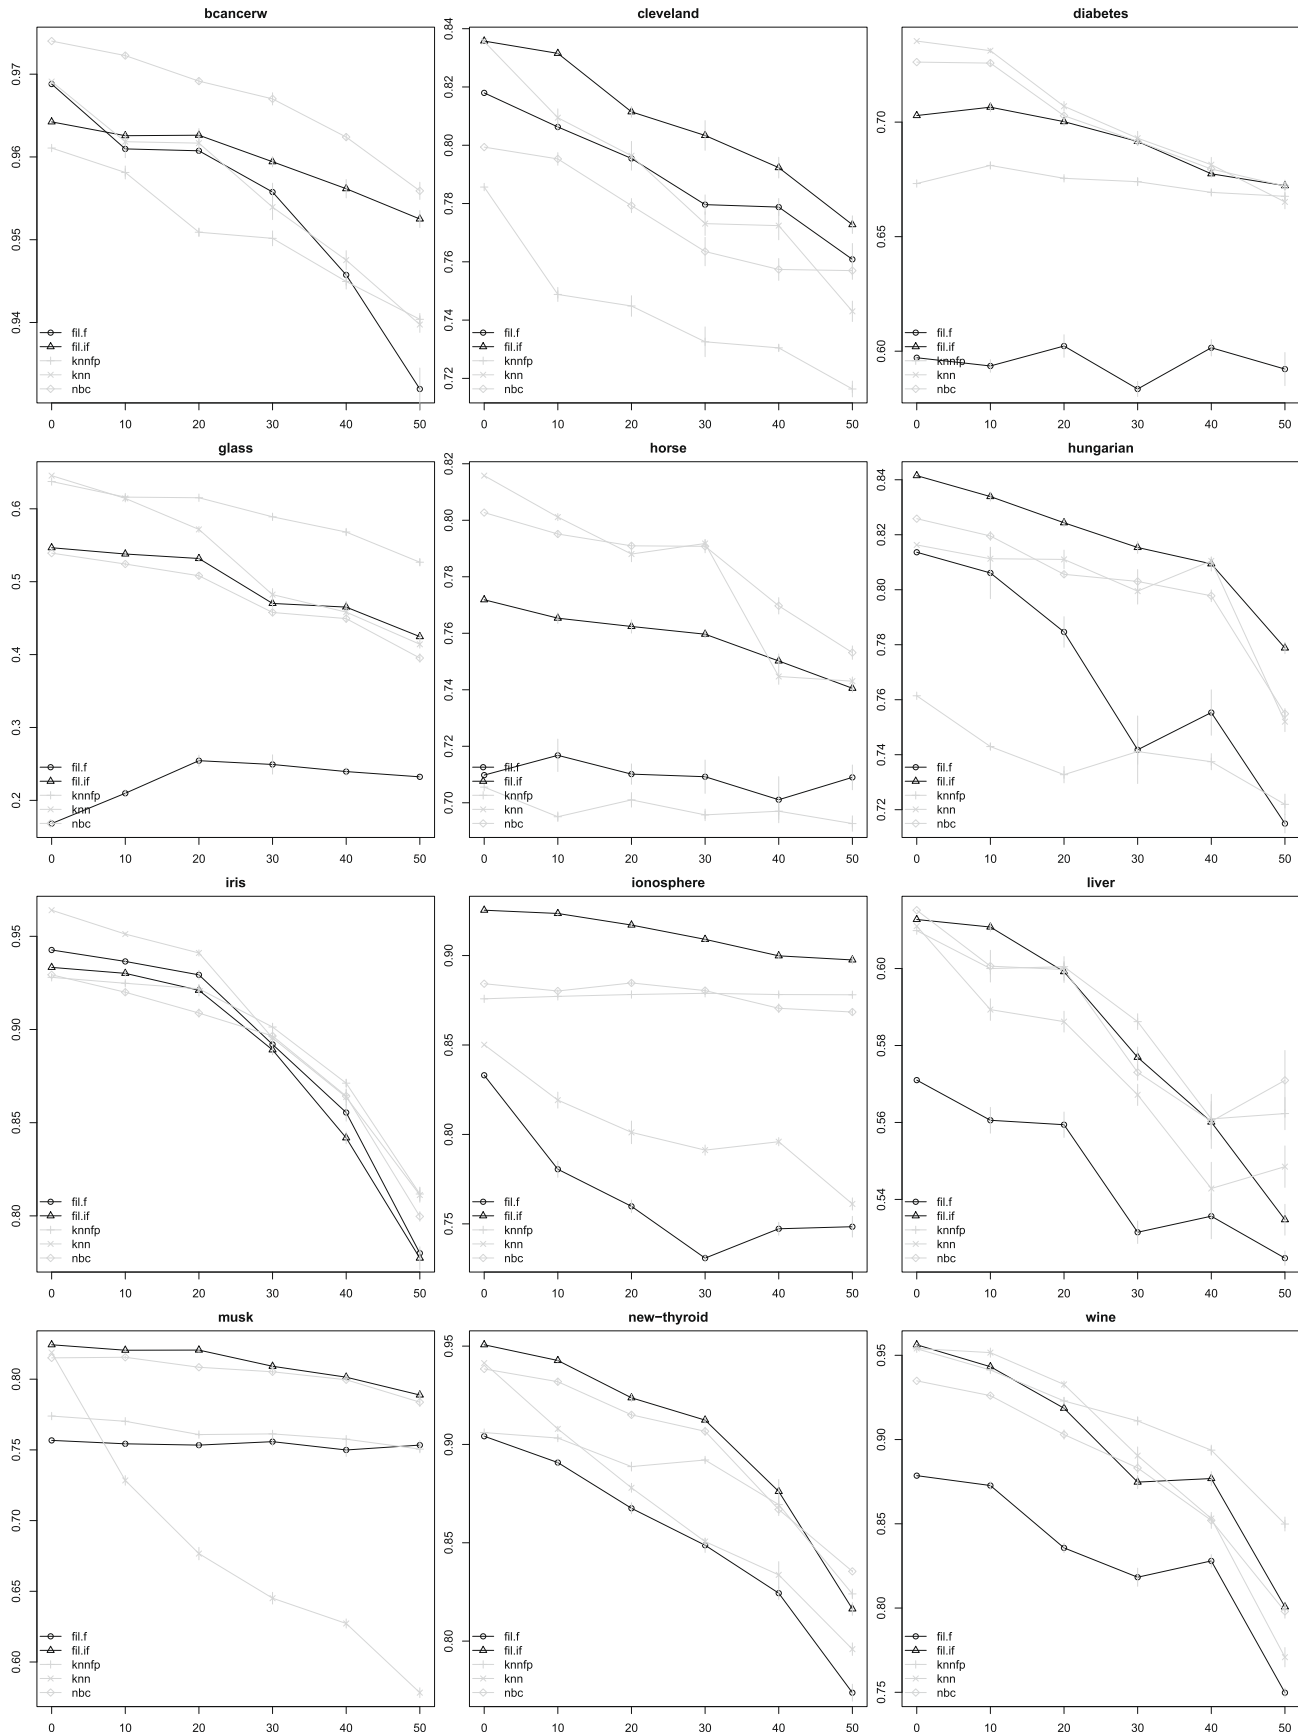 bcancerw
0.97
0.96
0.95
0.94
fil.f
fil.if
knnfp
knn
nbc
0 10 20 30 40 50
cleveland
0.84
0.82
0.80
0.78
0.76
0.74
0.72
fil.f
fil.if
knnfp
knn
nbc
0 10 20 30 40 50
diabetes
0.70
0.65
0.60
fil.f
fil.if
knnfp
knn
nbc
0 10 20 30 40 50
glass
0.6
0.5
0.4
0.3
0.2
fil.f
fil.if
knnfp
knn
nbc
0 10 20 30 40 50
horse
0.82
0.80
0.78
0.76
0.74
0.72
0.70
fil.f
fil.if
knnfp
knn
nbc
0 10 20 30 40 50
hungarian
0.84
0.82
0.80
0.78
0.76
0.74
0.72
fil.f
fil.if
knnfp
knn
nbc
0 10 20 30 40 50
iris
0.95
0.90
0.85
0.80
fil.f
fil.if
knnfp
knn
nbc
0 10 20 30 40 50
ionosphere
0.90
0.85
0.80
0.75
fil.f
fil.if
knnfp
knn
nbc
0 10 20 30 40 50
liver
0.60
0.58
0.56
0.54
fil.f
fil.if
knnfp
knn
nbc
0 10 20 30 40 50
musk
0.80
0.75
0.70
0.65
0.60
fil.f
fil.if
knnfp
knn
nbc
0 10 20 30 40 50
new−thyroid
0.95
0.90
0.85
0.80
fil.f
fil.if
knnfp
knn
nbc
0 10 20 30 40 50
wine
0.95
0.90
0.85
0.80
0.75
fil.f
fil.if
knnfp
knn
nbc
0 10 20 30 40 50